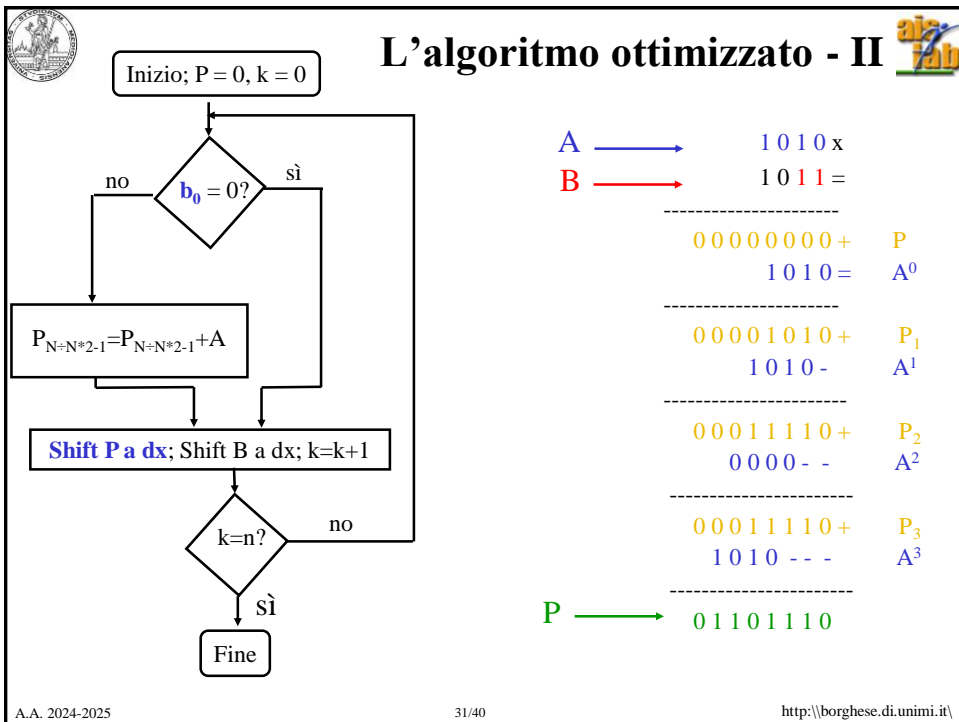 L'algoritmo ottimizzato - II
Inizio; P = 0, k = 0
b₀ = 0?
no
sì
P_{N÷N*2-1}=P_{N÷N*2-1}+A
Shift P a dx; Shift B a dx; k=k+1
k=n?
no
sì
Fine
A 1 0 1 0 x
B 1 0 1 1 =
-----------------------
0 0 0 0 0 0 0 0 + P
1 0 1 0 = A⁰
-----------------------
0 0 0 0 1 0 1 0 + P₁
1 0 1 0 - A¹
------------------------
0 0 0 1 1 1 1 0 + P₂
0 0 0 0 - - A²
------------------------
0 0 0 1 1 1 1 0 + P₃
1 0 1 0 - - - A³
------------------------
P 0 1 1 0 1 1 1 0
A.A. 2024-2025
31/40
http:\\borghese.di.unimi.it\